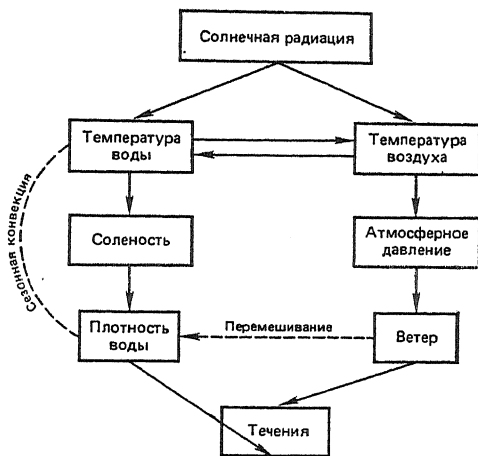 Солнечная радиация
Температура
воды
Температура
воздуха
Сезонная конвекция
Соленость
Атмосферное
давление
Плотность
воды
Перемешивание
Ветер
Течения